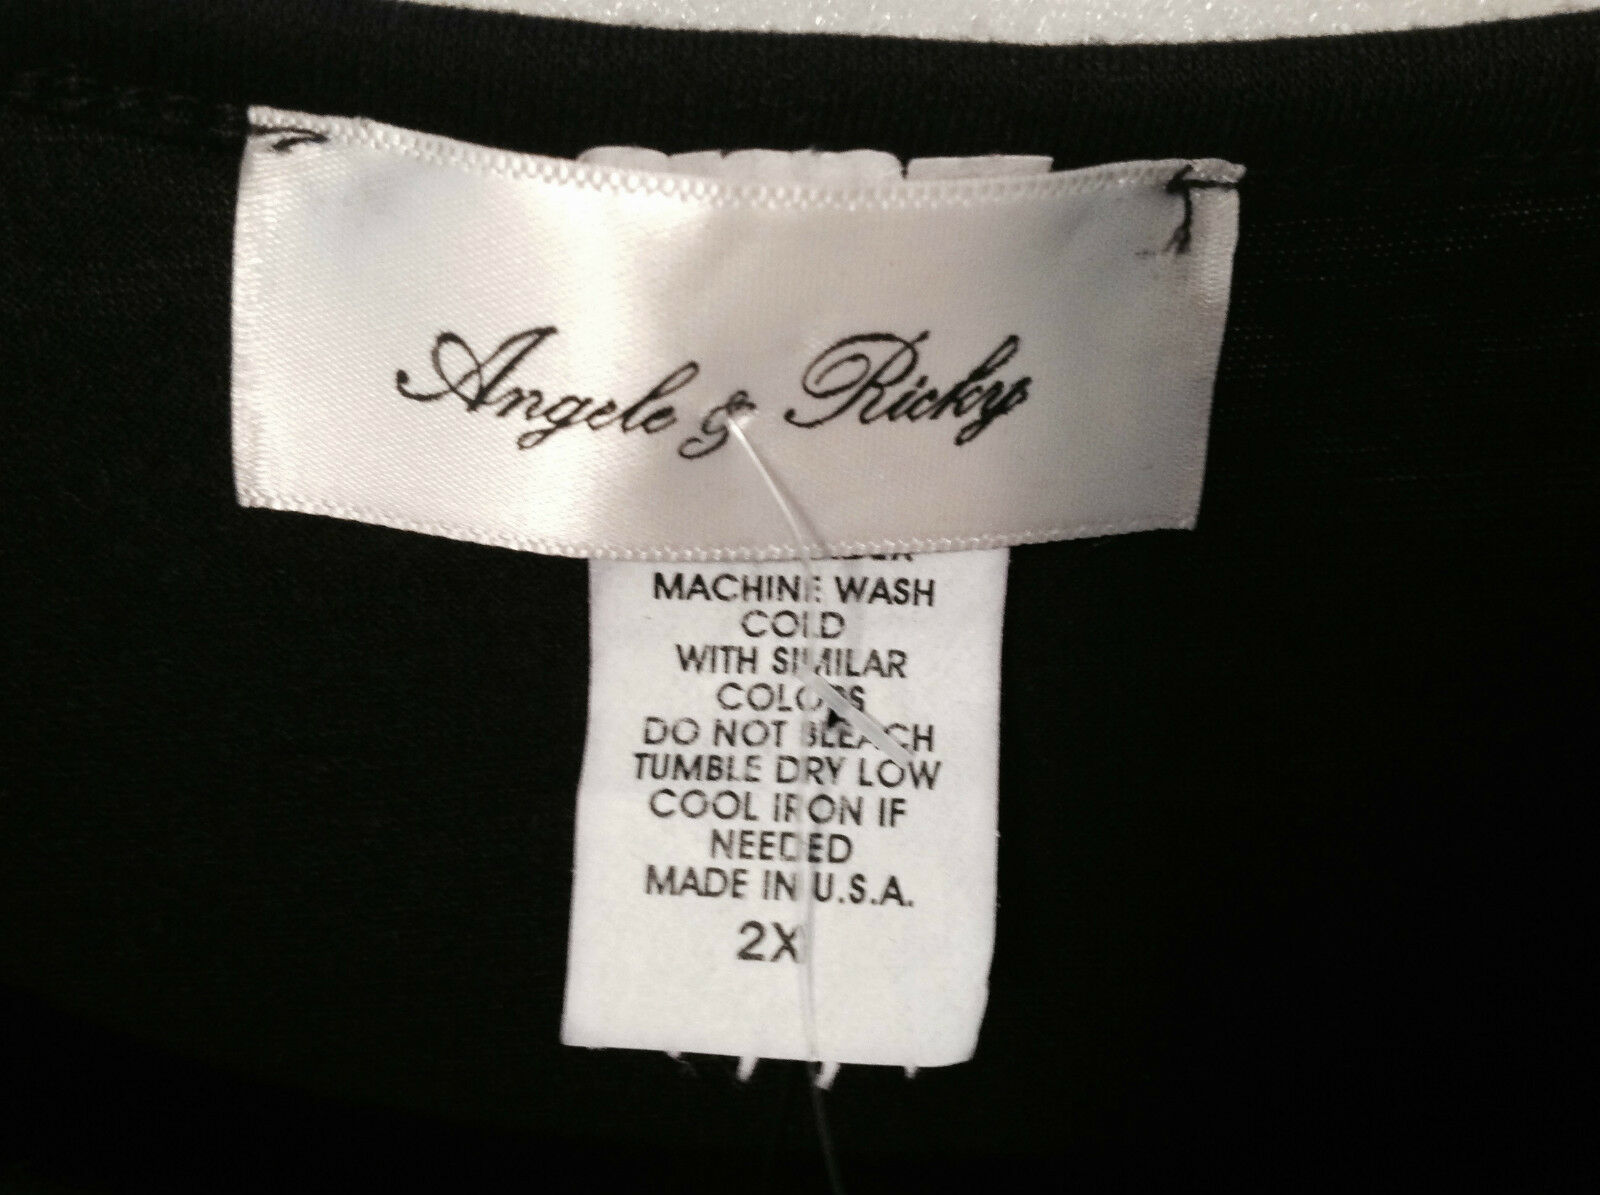 Angele & Ricky
MACHINE WASH
COLD
WITH SIMILAR
COLORS
DO NOT BLEACH
TUMBLE DRY LOW
COOL IRON IF
NEEDED
MADE IN U.S.A.
2X